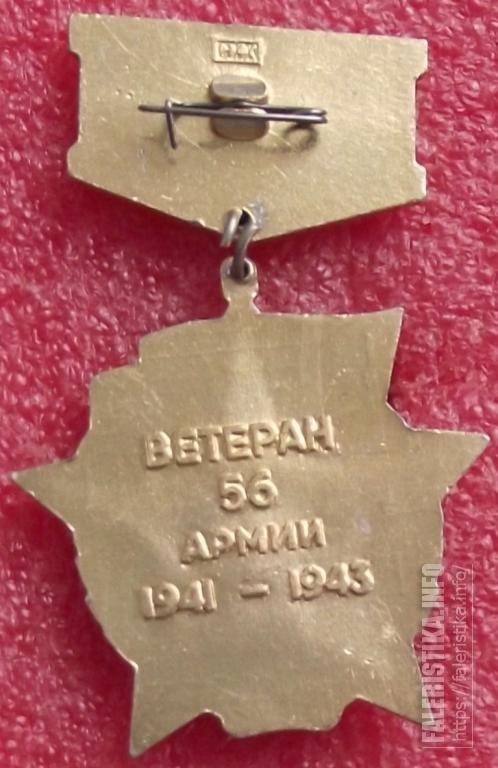 ВЕТЕРАН
56
АРМИИ
1941 – 1943
FALERISTIKA.INFO
https://faleristika.info/